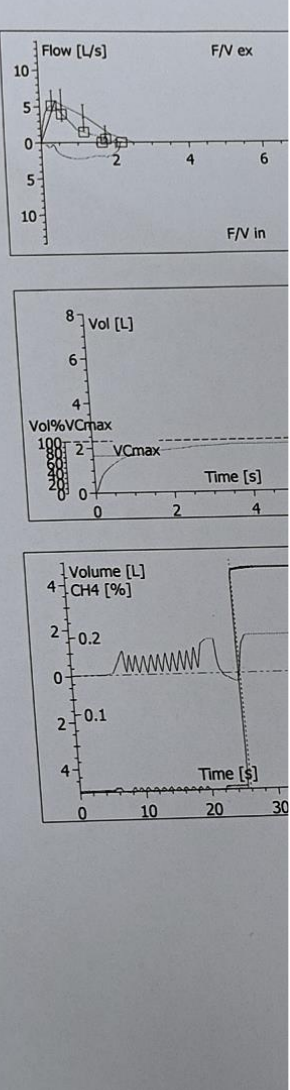 Flow [L/s]
F/V ex
10
5
0
2 4 6
5
10
F/V in
8
Vol [L]
6
4
Vol%VCmax
100
80
60
40
20
0
2
VCmax
0
Time [s]
0 2 4
4
Volume [L]
CH4 [%]
2
0.2
0
2
0.1
4
Time [s]
0 10 20 30